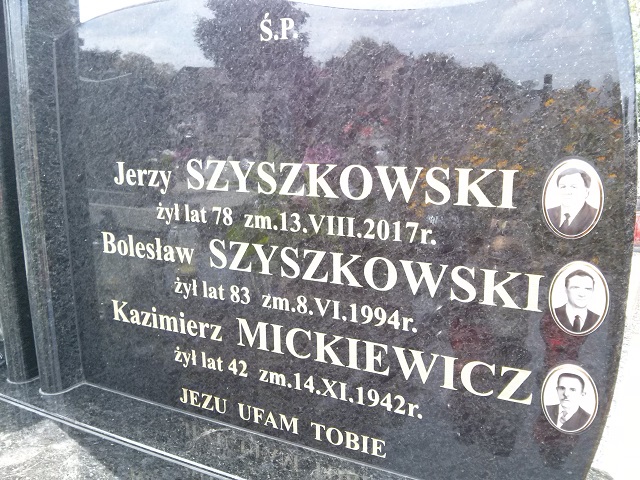 Ś.P.
Jerzy SZYSZKOWSKI
żył lat 78 zm.13.VIII.2017r.
Bolesław SZYSZKOWSKI
żył lat 83 zm.8.VI.1994r.
Kazimierz MICKIEWICZ
żył lat 42 zm.14.XI.1942r.
JEZU UFAM TOBIE